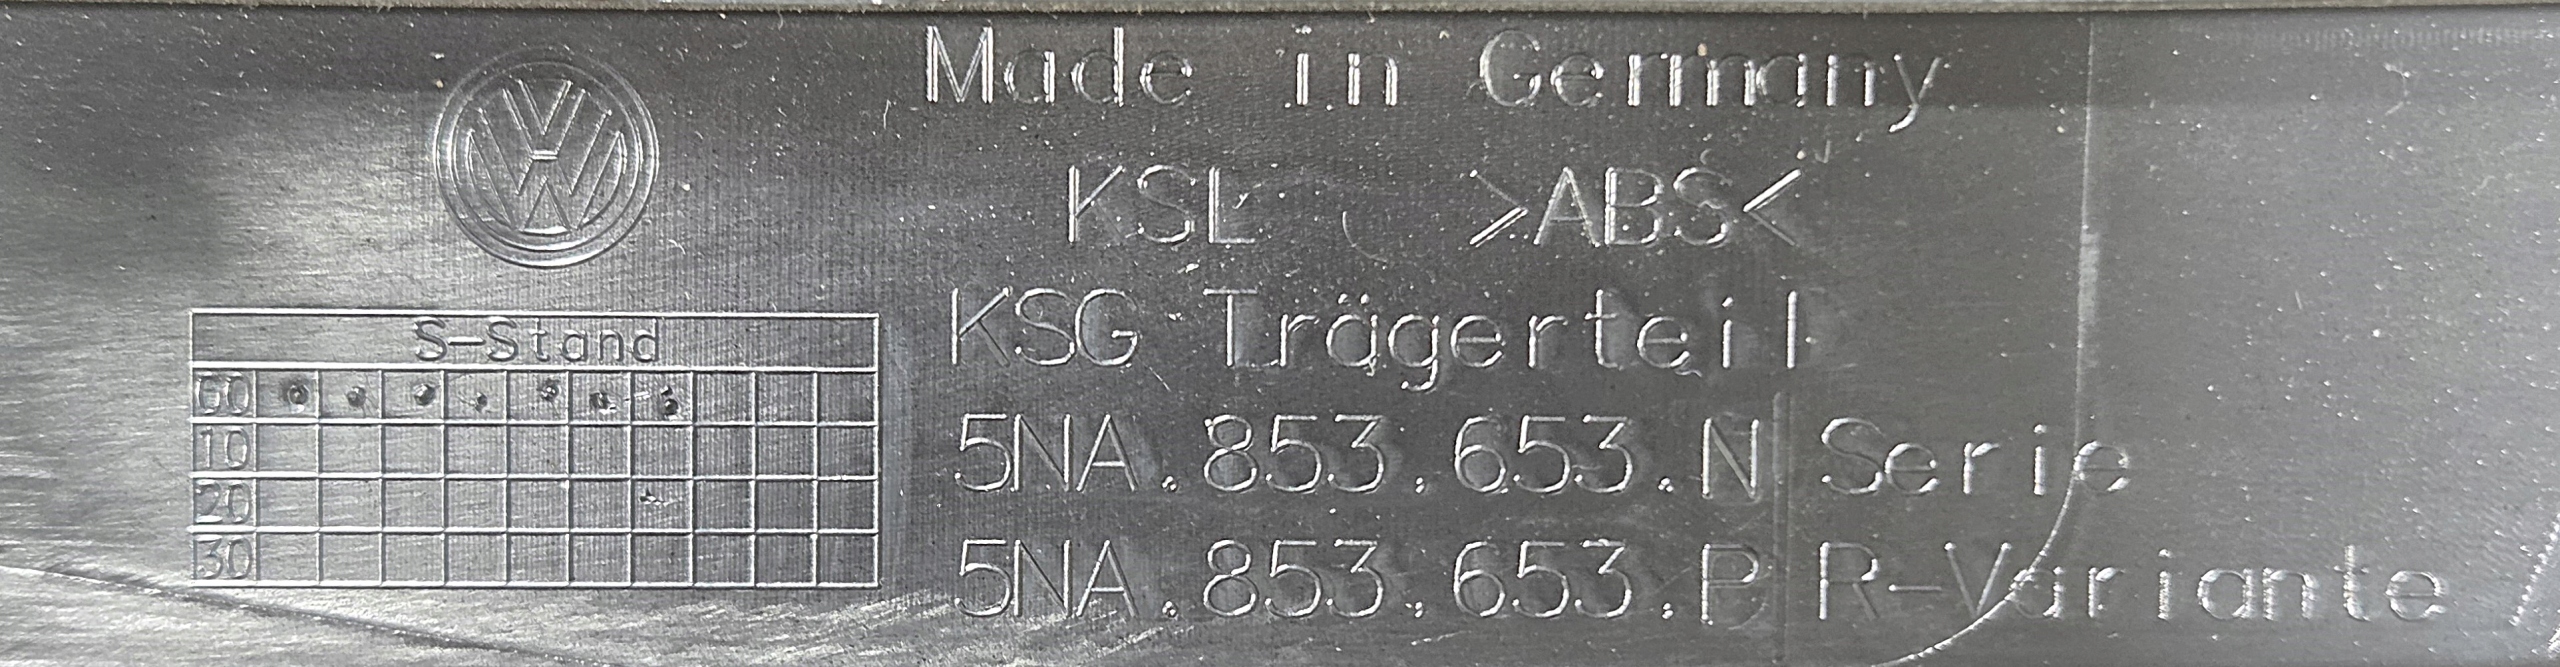 Made in Germany
KSL >ABS<
KSG Trägerteil
S-Stand
00
10
20
30
5NA.853.653.N Serie
5NA.853.653.P R-Variante